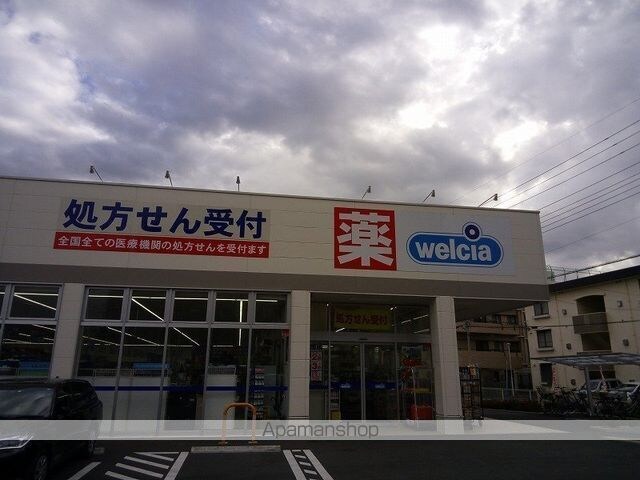 処方せん受付
全国全ての医療機関の処方せんを受付ます
薬
welcia
処方せん受付
Apamanshop